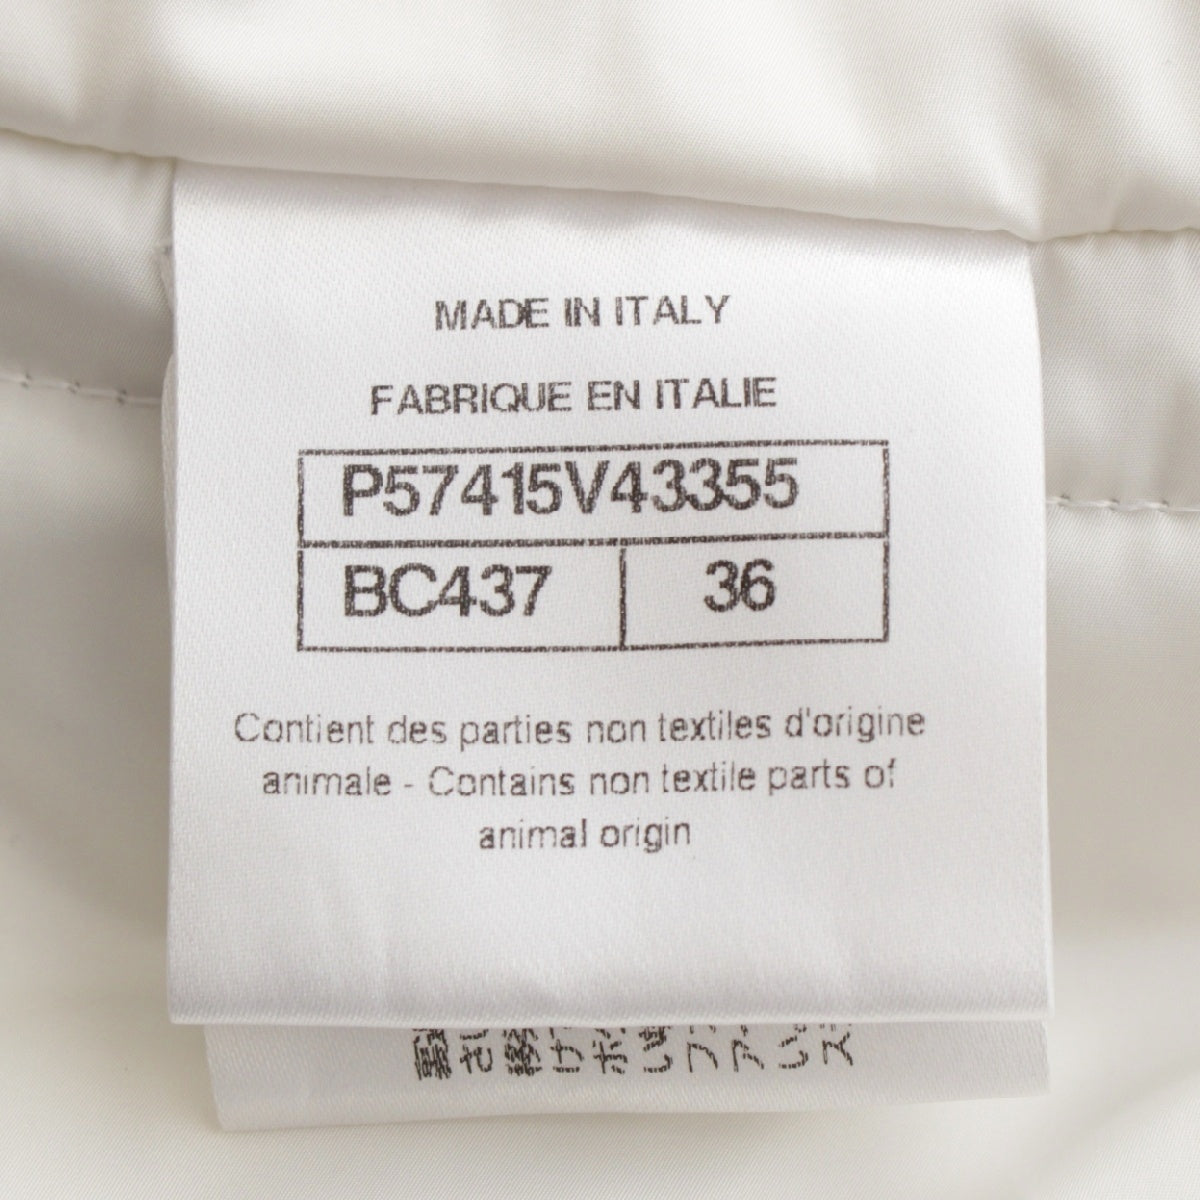 MADE IN ITALY
FABRIQUE EN ITALIE
P57415V43355
BC437 36
Contient des parties non textiles d'origine
animale - Contains non textile parts of
animal origin